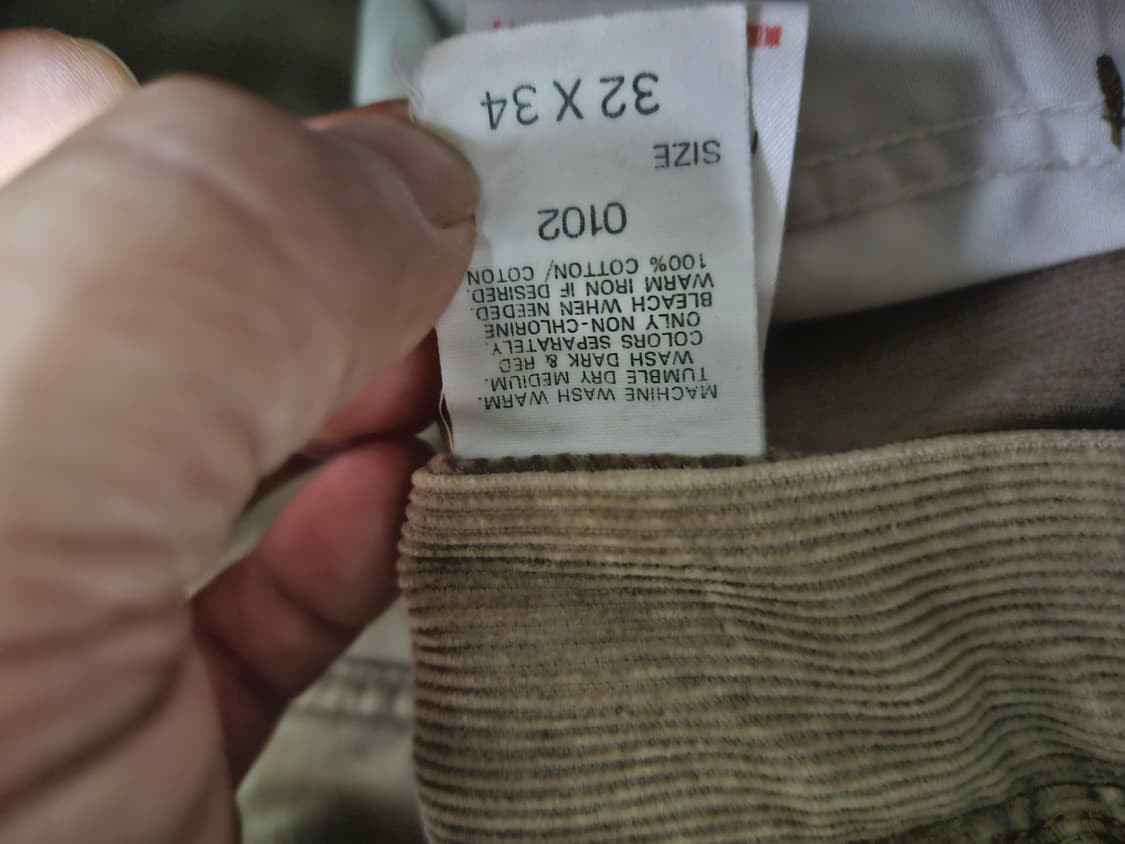 MACHINE WASH WARM.
TUMBLE DRY MEDIUM.
WASH DARK & RED
COLORS SEPARATELY.
ONLY NON-CHLORINE
BLEACH WHEN NEEDED.
WARM IRON IF DESIRED.
100% COTTON/ COTON
0102
SIZE
32 X 34